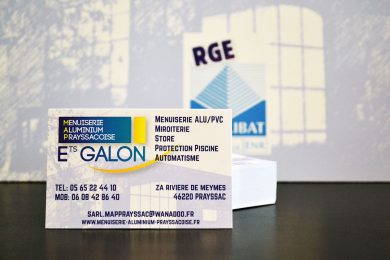 RGE
LIBAT
ENR
MENUISERIE
ALUMINIUM
PRAYSSACOISE
ETS GALON
MENUISERIE ALU/PVC
MIROITERIE
STORE
PROTECTION PISCINE
AUTOMATISME
TEL: 05 65 22 44 10
MOB: 06 08 42 86 40
ZA RIVIERE DE MEYMES
46220 PRAYSSAC
SARL.MAPPRAYSSAC@WANADOO.FR
WWW.MENUISERIE-ALUMINIUM-PRAYSSACOISE.FR